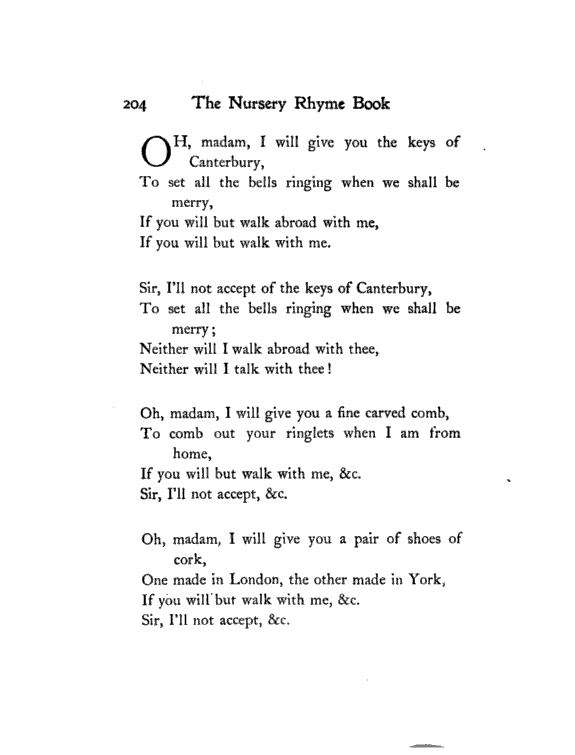 204 The Nursery Rhyme Book
OH, madam, I will give you the keys of
Canterbury,
To set all the bells ringing when we shall be
merry,
If you will but walk abroad with me,
If you will but walk with me.
Sir, I'll not accept of the keys of Canterbury,
To set all the bells ringing when we shall be
merry;
Neither will I walk abroad with thee,
Neither will I talk with thee!
Oh, madam, I will give you a fine carved comb,
To comb out your ringlets when I am from
home,
If you will but walk with me, &c.
Sir, I'll not accept, &c.
Oh, madam, I will give you a pair of shoes of
cork,
One made in London, the other made in York,
If you will but walk with me, &c.
Sir, I'll not accept, &c.